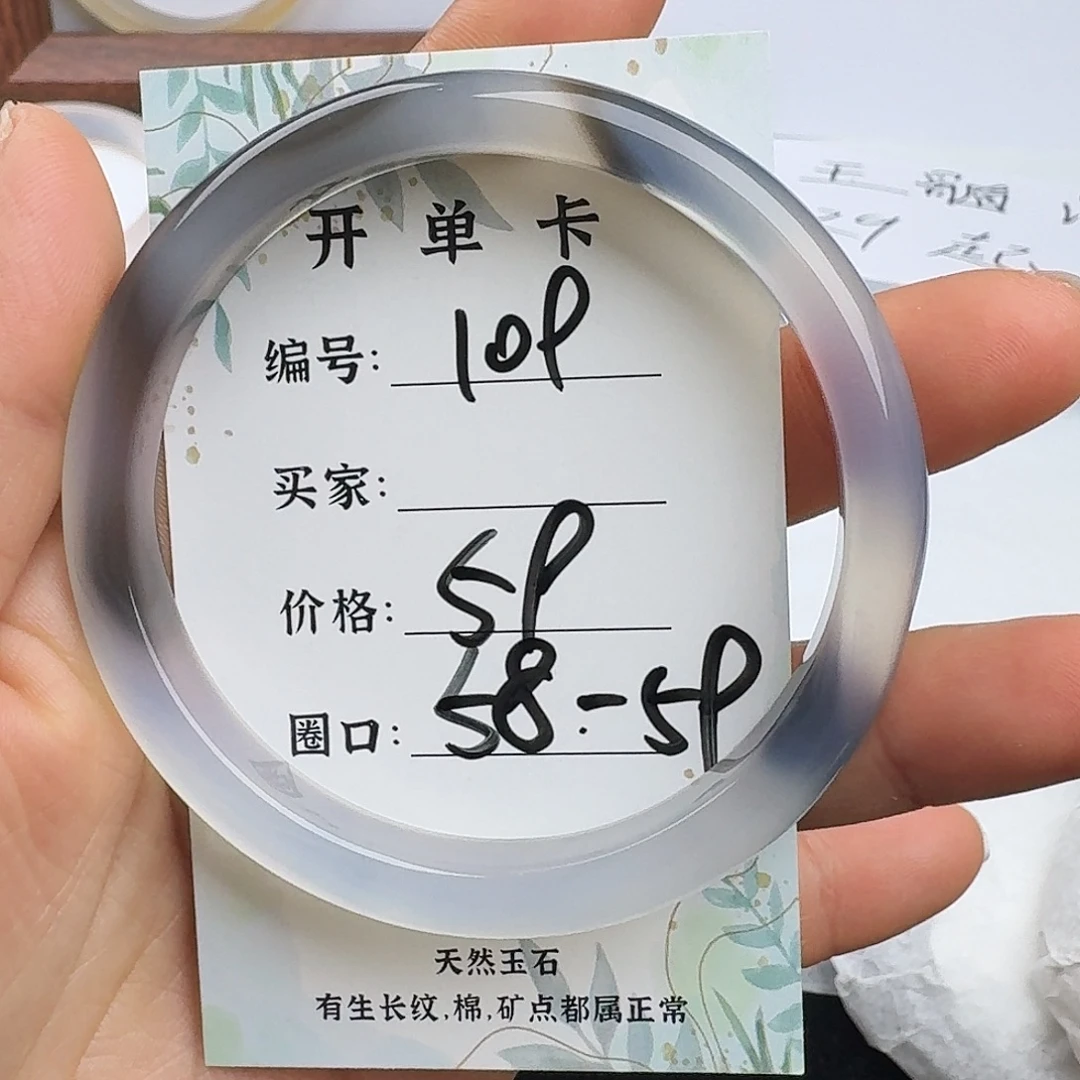 开单卡
编号: 109
买家:
价格: 59
圈口: 58-59
天然玉石
有生长纹,棉,矿点都属正常